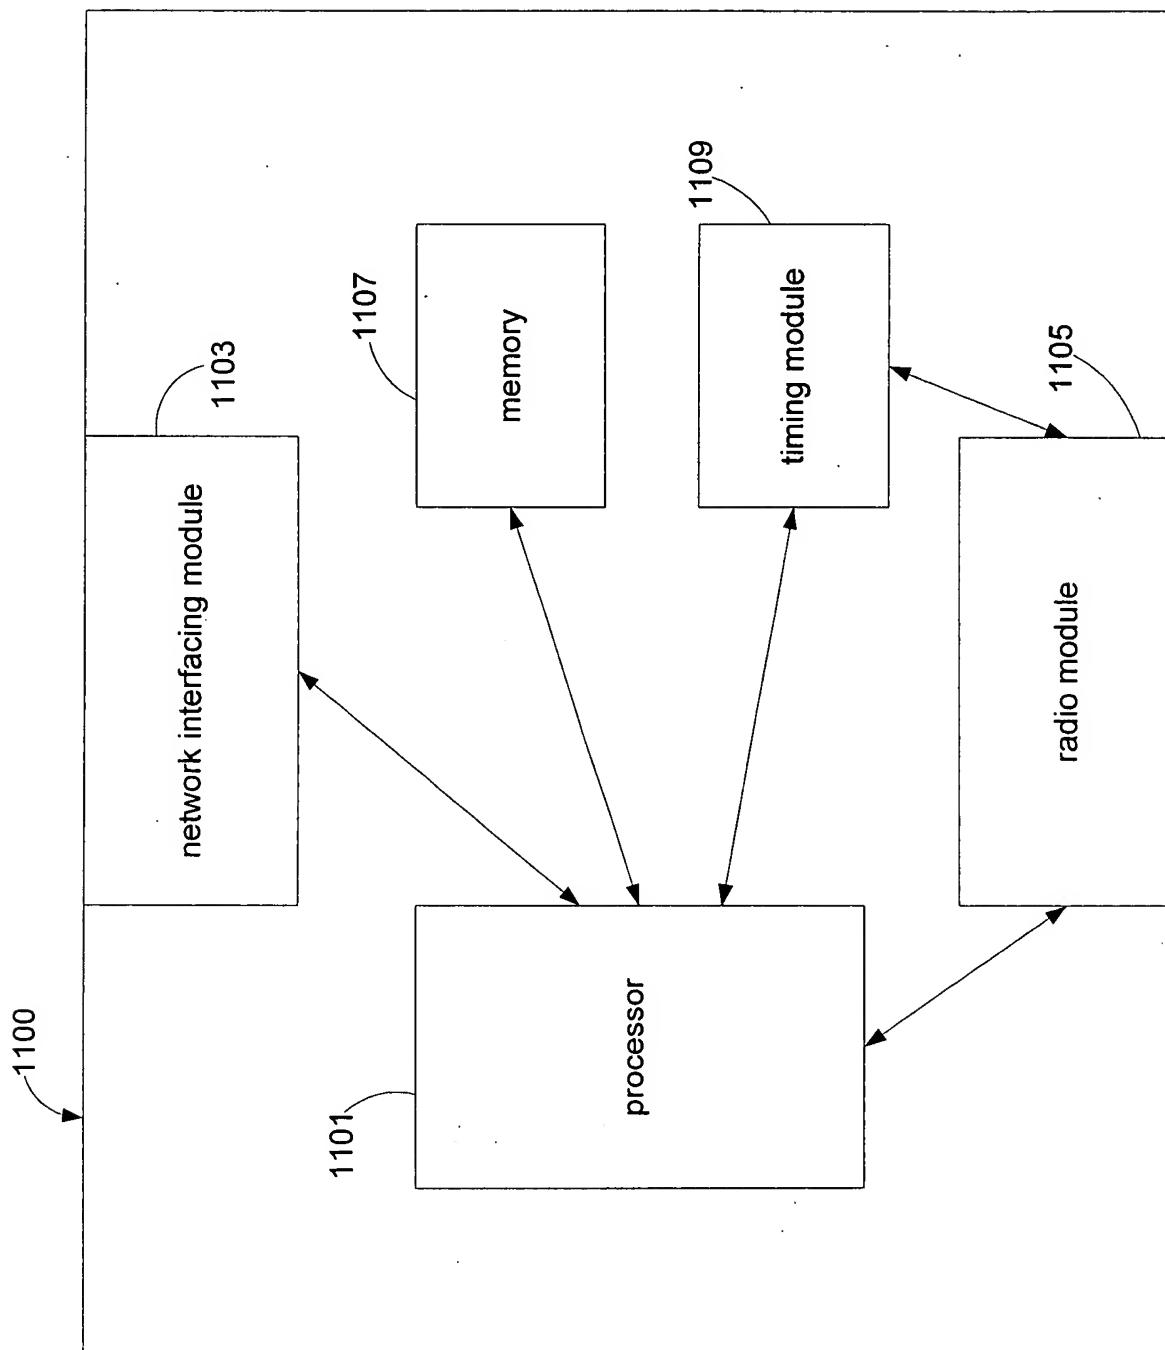 1100
1101
processor
1103
network interfacing module
1107
memory
1109
timing module
1105
radio module